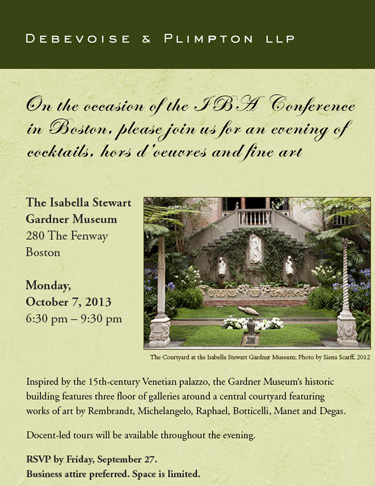 DEBEVOISE & PLIMPTON LLP
On the occasion of the IBA Conference
in Boston, please join us for an evening of
cocktails, hors d'oeuvres and fine art
The Isabella Stewart
Gardner Museum
280 The Fenway
Boston
Monday,
October 7, 2013
6:30 pm – 9:30 pm
The Courtyard at the Isabella Stewart Gardner Museum; Photo by Siena Scarff, 2012
Inspired by the 15th-century Venetian palazzo, the Gardner Museum's historic
building features three floor of galleries around a central courtyard featuring
works of art by Rembrandt, Michelangelo, Raphael, Botticelli, Manet and Degas.
Docent-led tours will be available throughout the evening.
RSVP by Friday, September 27.
Business attire preferred. Space is limited.